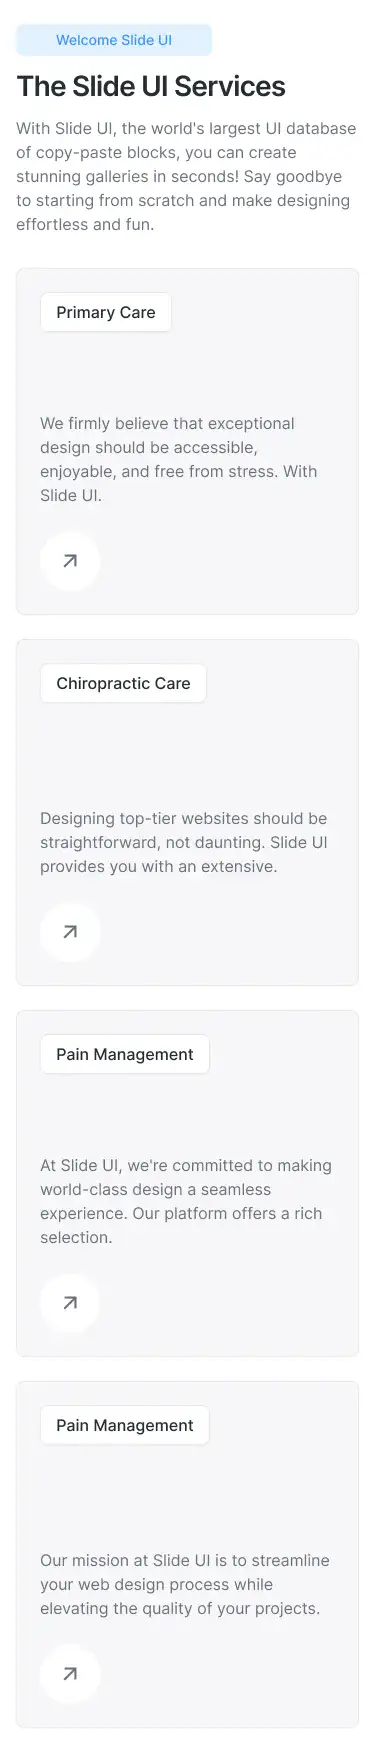 Welcome Slide UI
The Slide UI Services
With Slide UI, the world's largest UI database
of copy-paste blocks, you can create
stunning galleries in seconds! Say goodbye
to starting from scratch and make designing
effortless and fun.
Primary Care
We firmly believe that exceptional
design should be accessible,
enjoyable, and free from stress. With
Slide UI.
Chiropractic Care
Designing top-tier websites should be
straightforward, not daunting. Slide UI
provides you with an extensive.
Pain Management
At Slide UI, we're committed to making
world-class design a seamless
experience. Our platform offers a rich
selection.
Pain Management
Our mission at Slide UI is to streamline
your web design process while
elevating the quality of your projects.